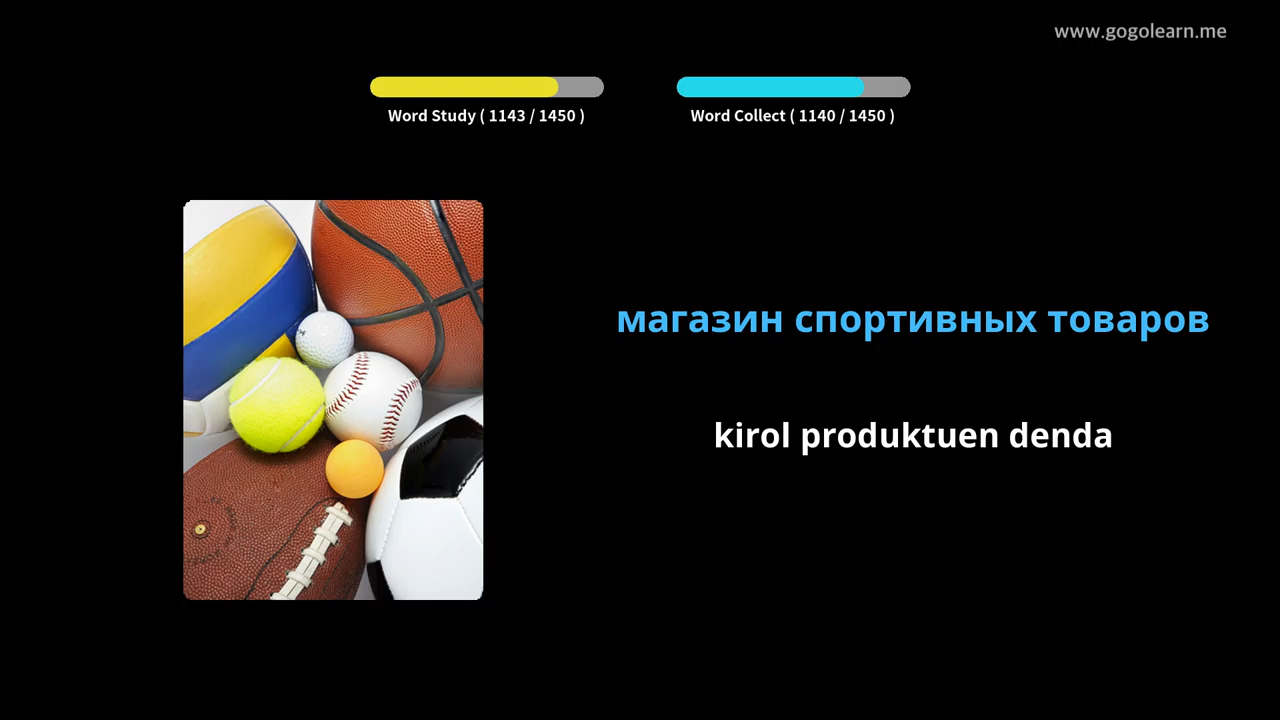 www.gogolearn.me
Word Study ( 1143 / 1450 )
Word Collect ( 1140 / 1450 )
магазин спортивных товаров
kirol produktuen denda